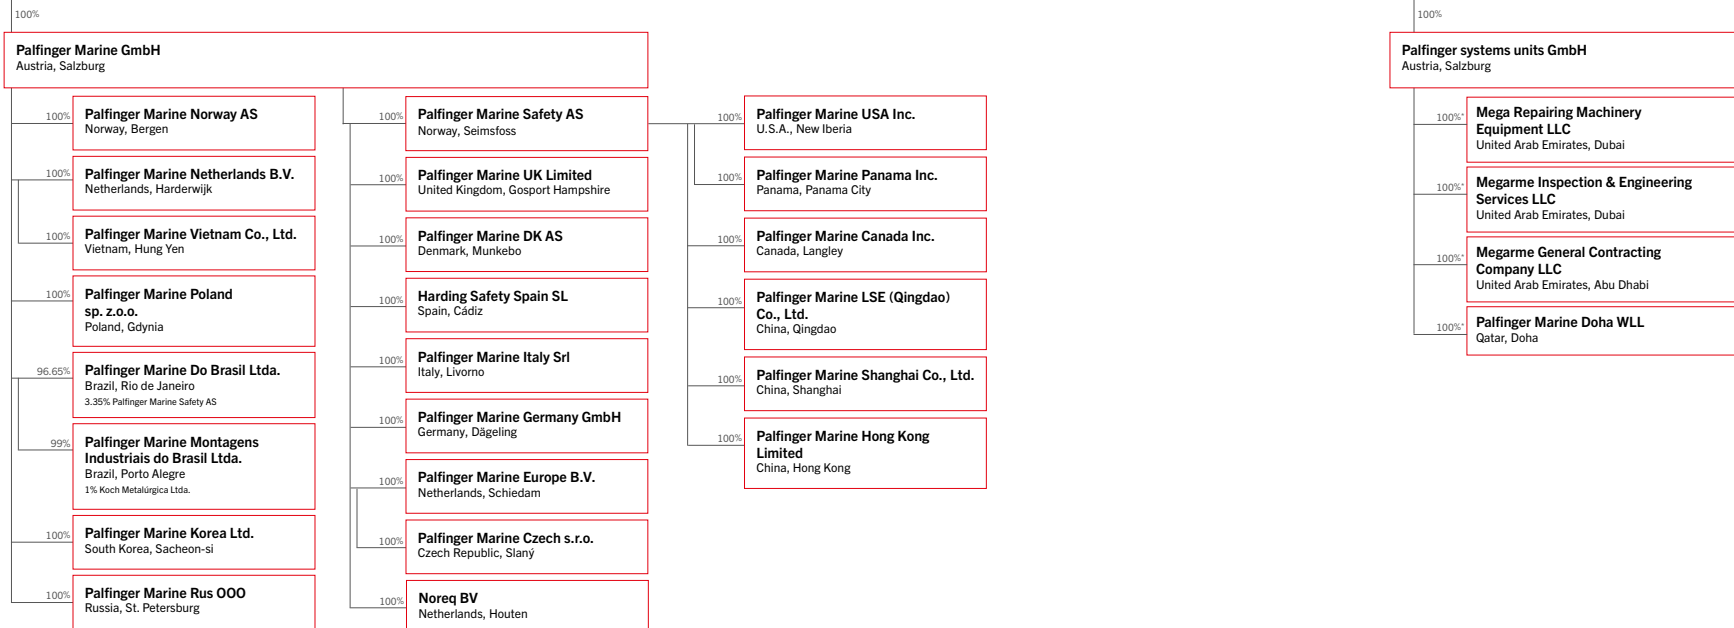 100%
Palfinger Marine GmbH
Austria, Salzburg
100%
Palfinger Marine Norway AS
Norway, Bergen
100%
Palfinger Marine Netherlands B.V.
Netherlands, Harderwijk
100%
Palfinger Marine Vietnam Co., Ltd.
Vietnam, Hung Yen
100%
Palfinger Marine Poland
sp. z.o.o.
Poland, Gdynia
96.65%
Palfinger Marine Do Brasil Ltda.
Brazil, Rio de Janeiro
3.35% Palfinger Marine Safety AS
99%
Palfinger Marine Montagens
Industriais do Brasil Ltda.
Brazil, Porto Alegre
1% Koch Metalúrgica Ltda.
100%
Palfinger Marine Korea Ltd.
South Korea, Sacheon-si
100%
Palfinger Marine Rus OOO
Russia, St. Petersburg
100%
Palfinger Marine Safety AS
Norway, Seimsfoss
100%
Palfinger Marine UK Limited
United Kingdom, Gosport Hampshire
100%
Palfinger Marine DK AS
Denmark, Munkebo
100%
Harding Safety Spain SL
Spain, Cádiz
100%
Palfinger Marine Italy Srl
Italy, Livorno
100%
Palfinger Marine Germany GmbH
Germany, Dägeling
100%
Palfinger Marine Europe B.V.
Netherlands, Schiedam
100%
Palfinger Marine Czech s.r.o.
Czech Republic, Slaný
100%
Noreq BV
Netherlands, Houten
100%
Palfinger Marine USA Inc.
U.S.A., New Iberia
100%
Palfinger Marine Panama Inc.
Panama, Panama City
100%
Palfinger Marine Canada Inc.
Canada, Langley
100%
Palfinger Marine LSE (Qingdao)
Co., Ltd.
China, Qingdao
100%
Palfinger Marine Shanghai Co., Ltd.
China, Shanghai
100%
Palfinger Marine Hong Kong
Limited
China, Hong Kong
100%
Palfinger systems units GmbH
Austria, Salzburg
100%*
Mega Repairing Machinery
Equipment LLC
United Arab Emirates, Dubai
100%*
Megarme Inspection & Engineering
Services LLC
United Arab Emirates, Dubai
100%*
Megarme General Contracting
Company LLC
United Arab Emirates, Abu Dhabi
100%*
Palfinger Marine Doha WLL
Qatar, Doha